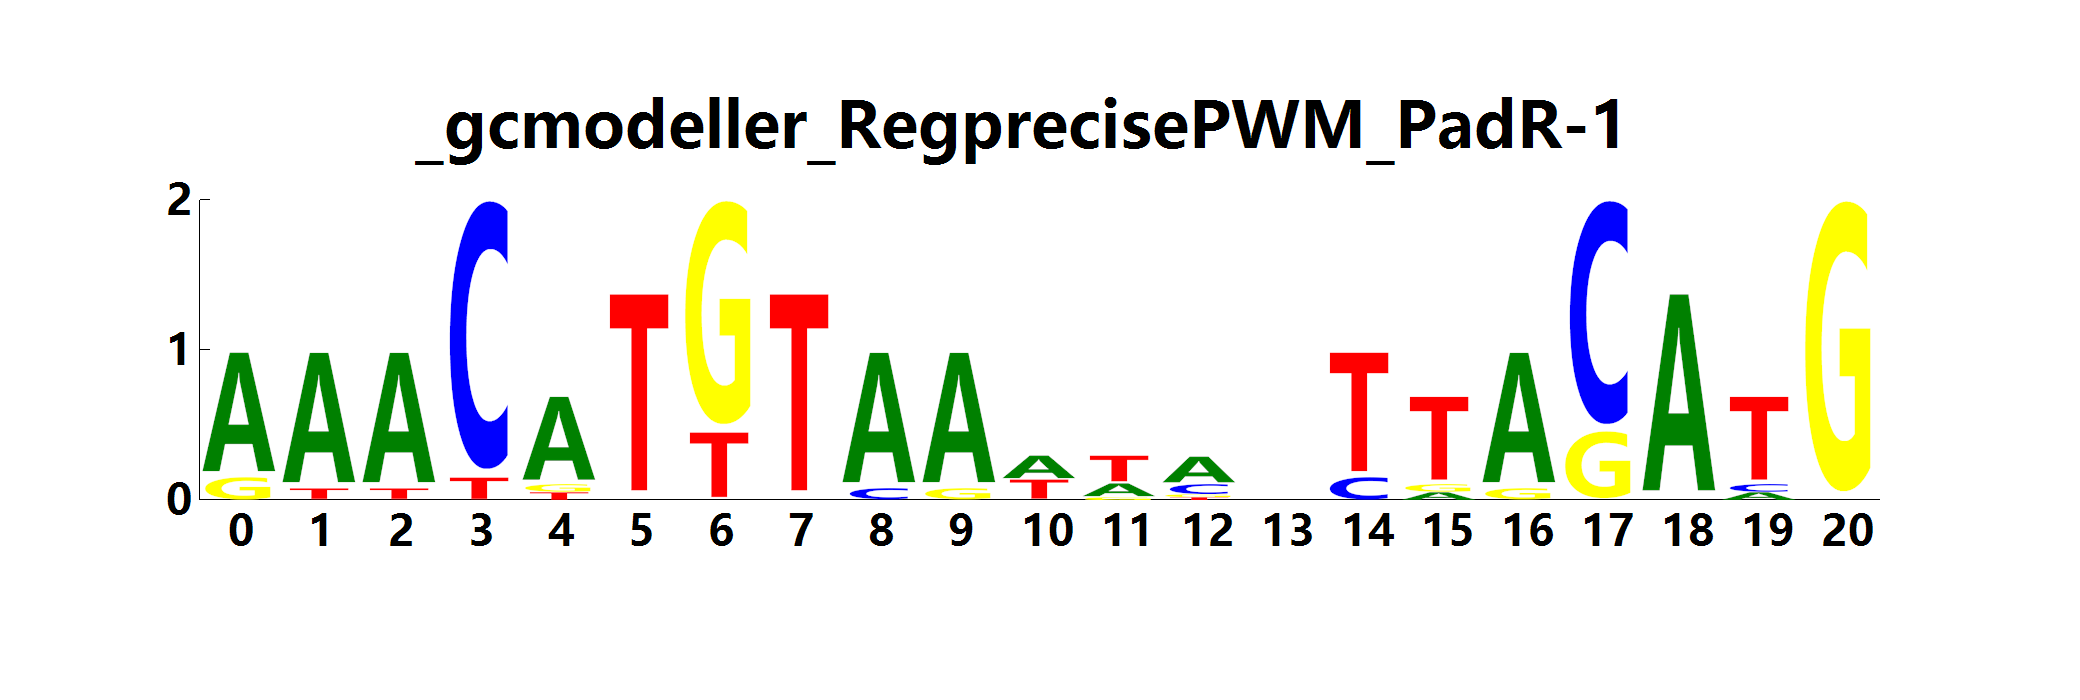 _gcmodeller_RegprecisePWM_PadR-1
2
1
0
A A A C A T G T A A A T A T T A C A T G
G T T T G T T C G T A C C G G G C
T G A A
0 1 2 3 4 5 6 7 8 9 10 11 12 13 14 15 16 17 18 19 20